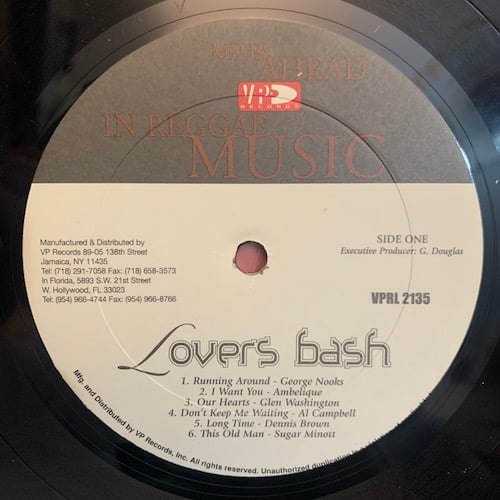 MILES
AHEAD
VP
RECORDS
IN REGGAE
MUSIC
Manufactured & Distributed by
VP Records 89-05 138th Street
Jamaica, NY 11435
Tel: (718) 291-7058 Fax: (718) 658-3573
In Florida, 5893 S.W. 21st Street
W. Hollywood, FL 33023
Tel: (954) 966-4744 Fax: (954) 966-8766
SIDE ONE
Executive Producer: G. Douglas
VPRL 2135
Lovers bash
1. Running Around - George Nooks
2. I Want You - Ambelique
3. Our Hearts - Glen Washington
4. Don't Keep Me Waiting - Al Campbell
5. Long Time - Dennis Brown
6. This Old Man - Sugar Minott
Mfg. and Distributed by VP Records, Inc. All rights reserved. Unauthorized duplication